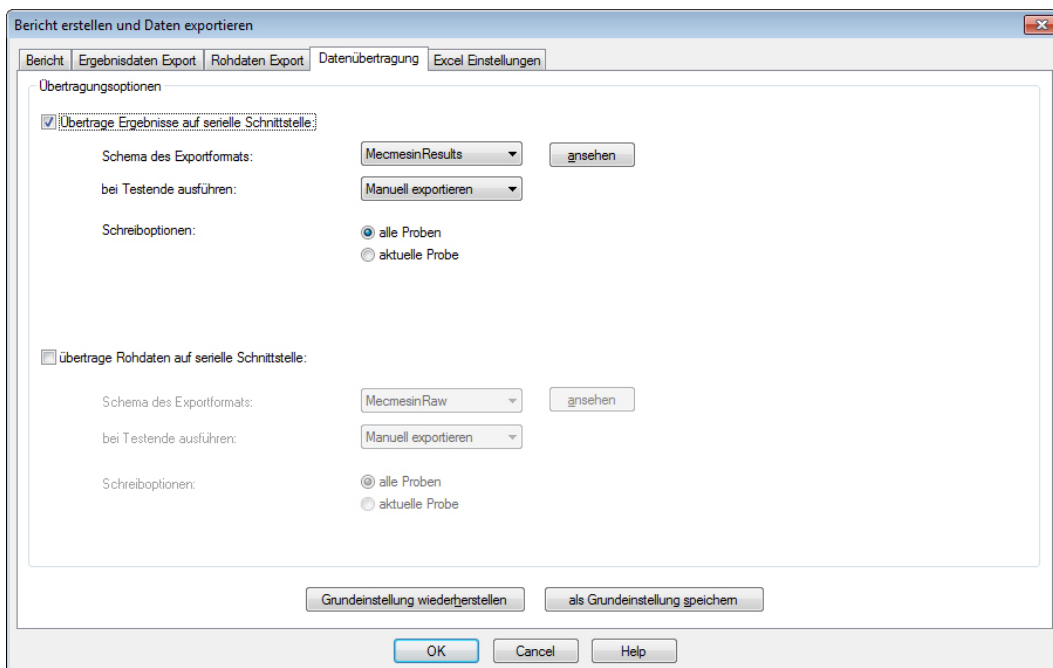 Bericht erstellen und Daten exportieren
Bericht Ergebnisdaten Export Rohdaten Export Datenübertragung Excel Einstellungen
Übertragungsoptionen
Übertrage Ergebnisse auf serielle Schnittstelle:
Schema des Exportformats: MecmesinResults ansehen
bei Testende ausführen: Manuell exportieren
Schreiboptionen: alle Proben
aktuelle Probe
übertrage Rohdaten auf serielle Schnittstelle:
Schema des Exportformats: MecmesinRaw ansehen
bei Testende ausführen: Manuell exportieren
Schreiboptionen: alle Proben
aktuelle Probe
Grundeinstellung wiederherstellen als Grundeinstellung speichern
OK Cancel Help